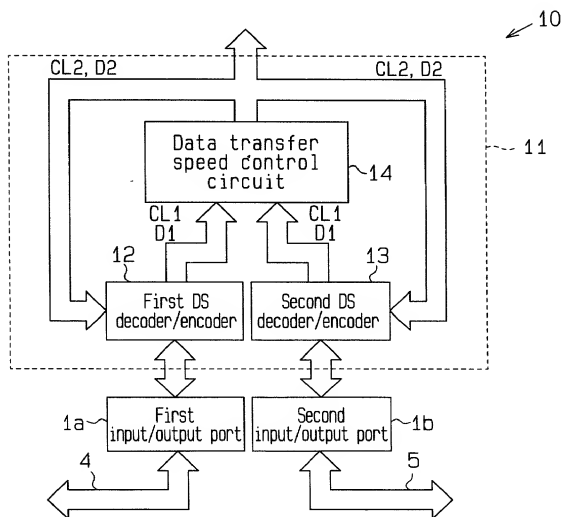 10
CL2, D2
CL2, D2
Data transfer
speed control
circuit
11
14
CL1
D1
CL1
D1
12
13
First DS
decoder/encoder
Second DS
decoder/encoder
1a
First
input/output port
Second
input/output port
1b
4
5